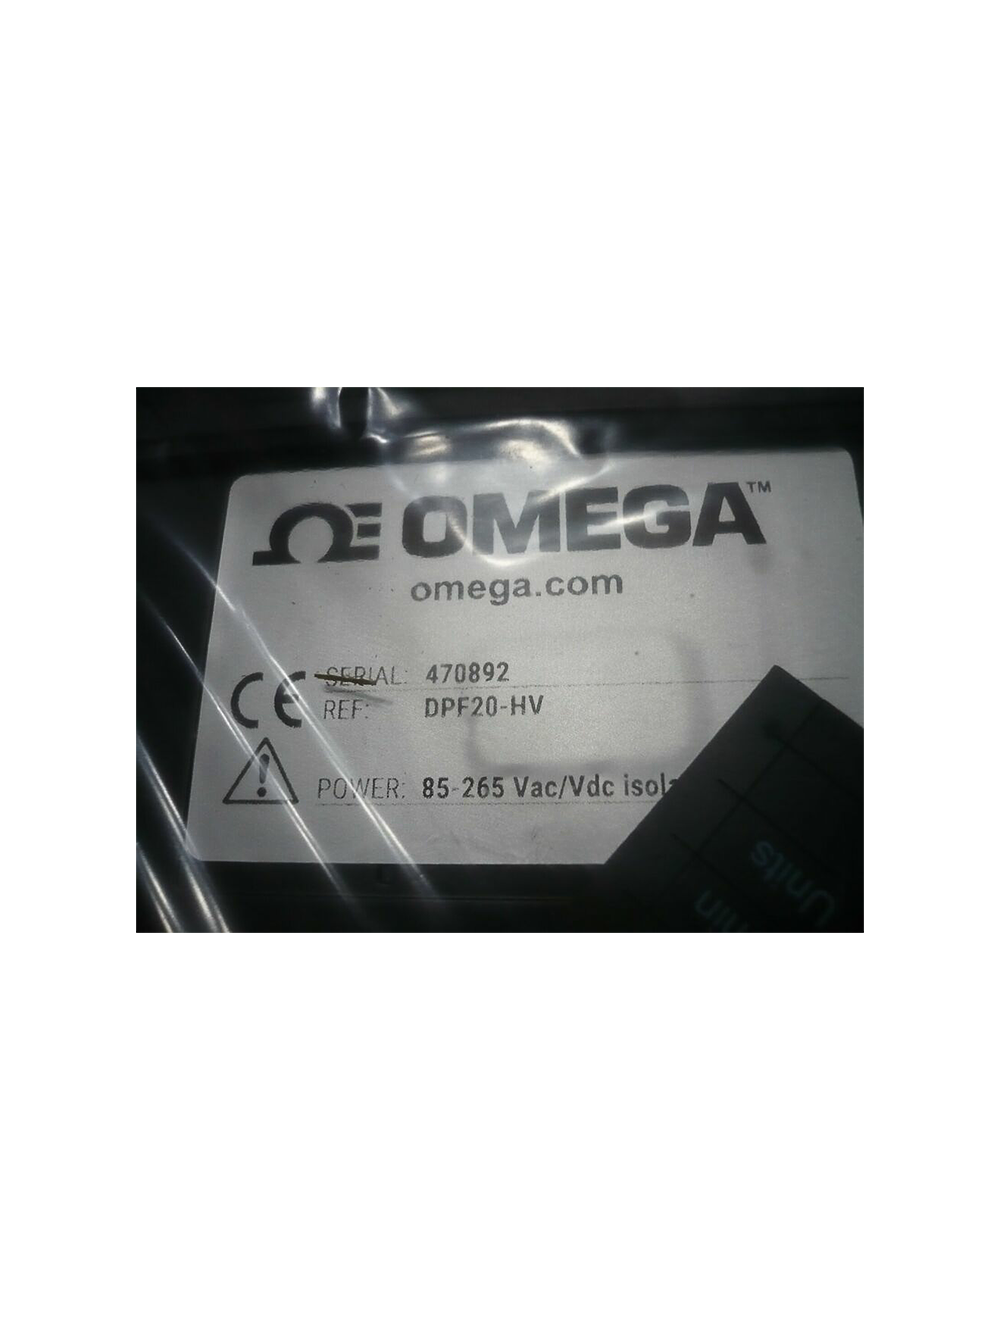 OMEGA™
omega.com
CE SERIAL: 470892
REF: DPF20-HV
POWER: 85-265 Vac/Vdc
Units